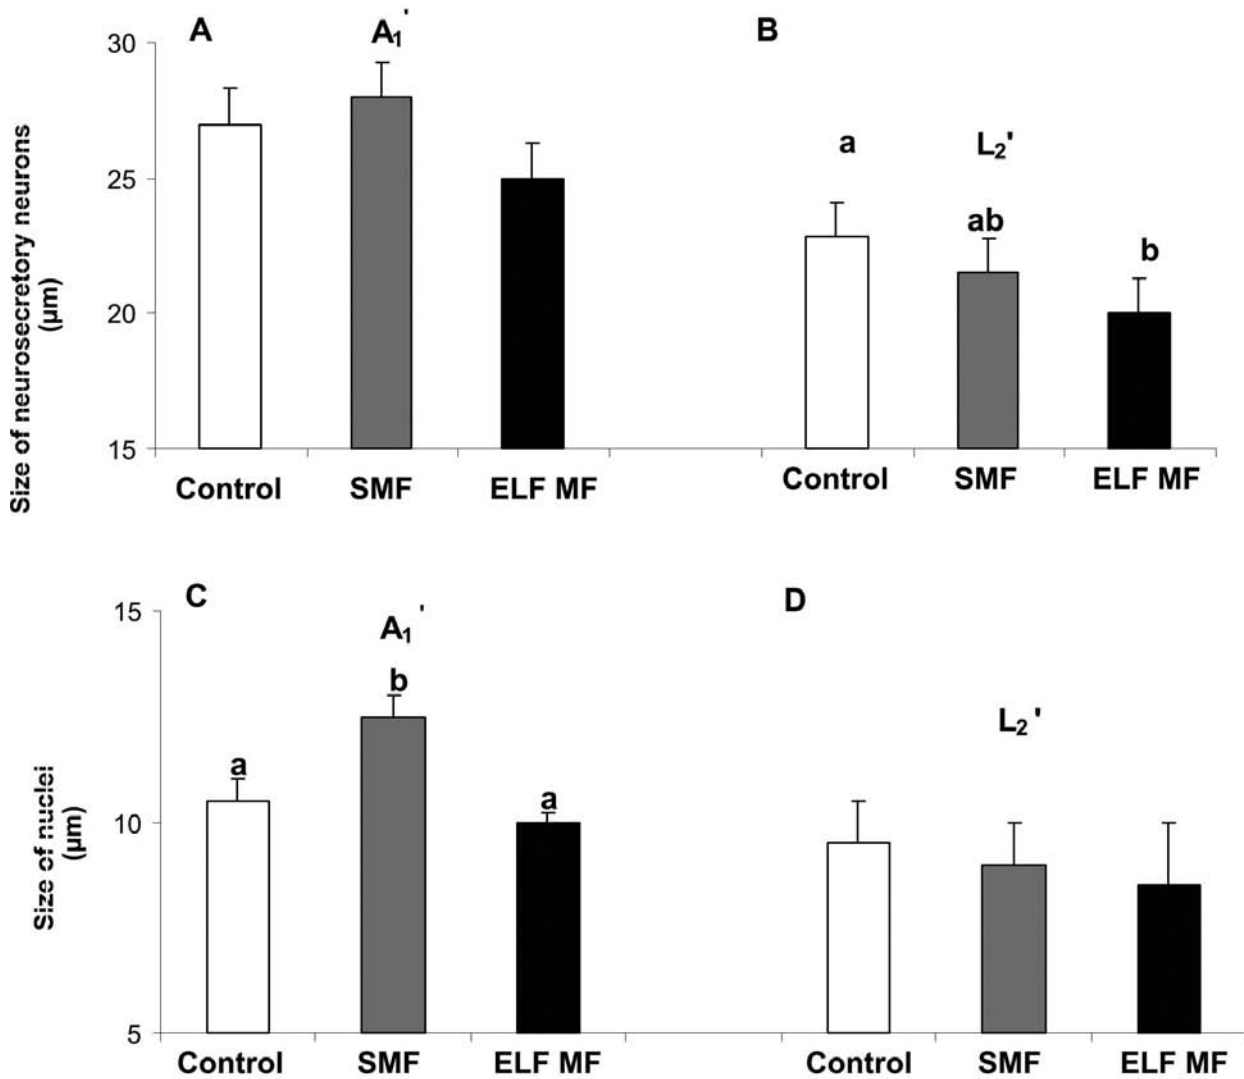 A
A₁'
B
30
25
20
15
Size of neurosecretory neurons
(µm)
a
L₂'
ab
b
Control
SMF
ELF MF
Control
SMF
ELF MF
C
D
15
10
5
Size of nuclei
(µm)
A₁'
a
b
a
L₂'
Control
SMF
ELF MF
Control
SMF
ELF MF